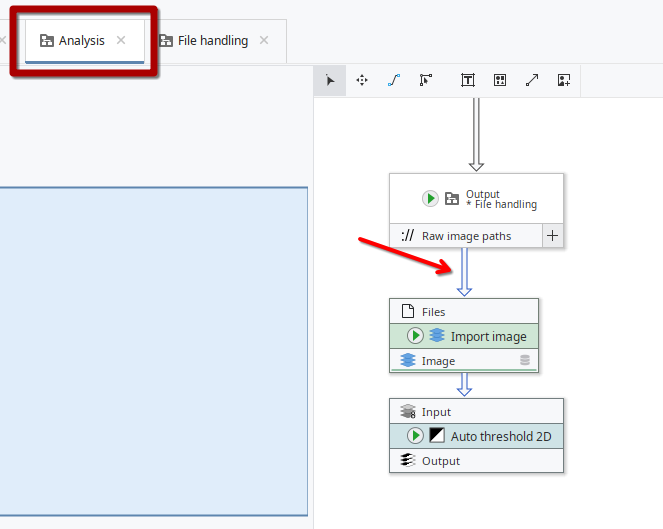 Analysis
File handling
Output
* File handling
Raw image paths
Files
Import image
Image
Input
Auto threshold 2D
Output